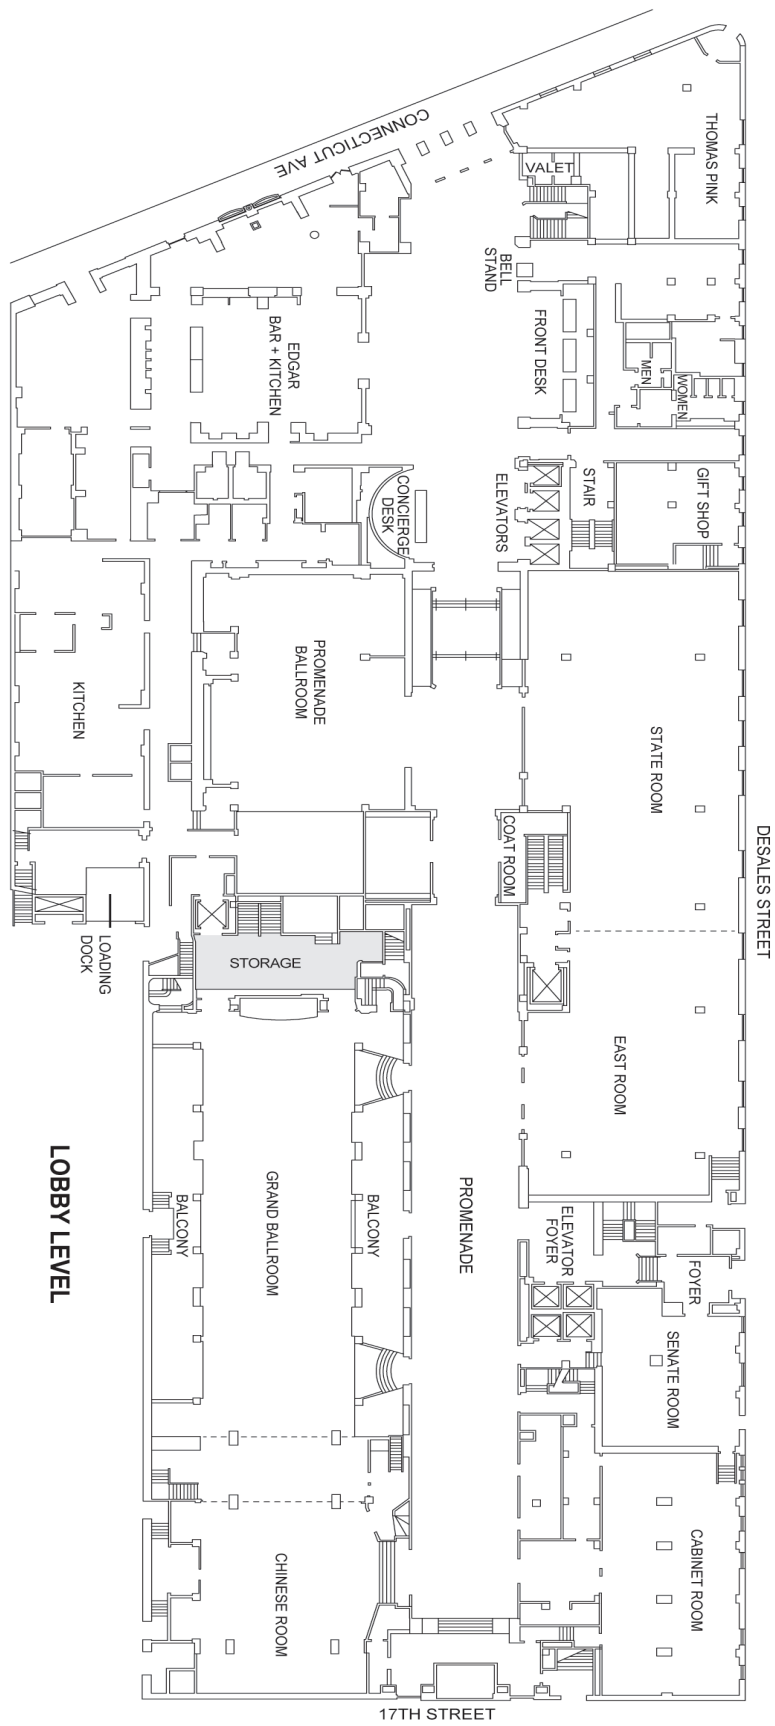 CONNECTICUT AVE
THOMAS PINK
VALET
BELL
STAND
FRONT DESK
EDGAR
BAR + KITCHEN
MEN
WOMEN
CONCIERGE
DESK
ELEVATORS
STAIR
GIFT SHOP
PROMENADE
BALLROOM
KITCHEN
STATE ROOM
COAT ROOM
DESALES STREET
LOADING
DOCK
STORAGE
EAST ROOM
LOBBY LEVEL
BALCONY
GRAND BALLROOM
BALCONY
PROMENADE
ELEVATOR
FOYER
FOYER
SENATE ROOM
CABINET ROOM
CHINESE ROOM
17TH STREET